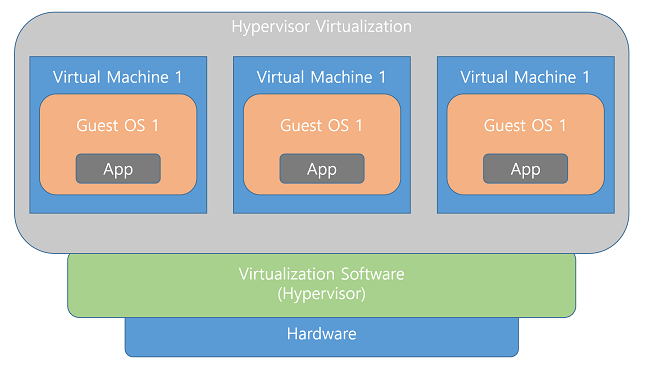 Hypervisor Virtualization
Virtual Machine 1
Guest OS 1
App
Virtual Machine 1
Guest OS 1
App
Virtual Machine 1
Guest OS 1
App
Virtualization Software
(Hypervisor)
Hardware